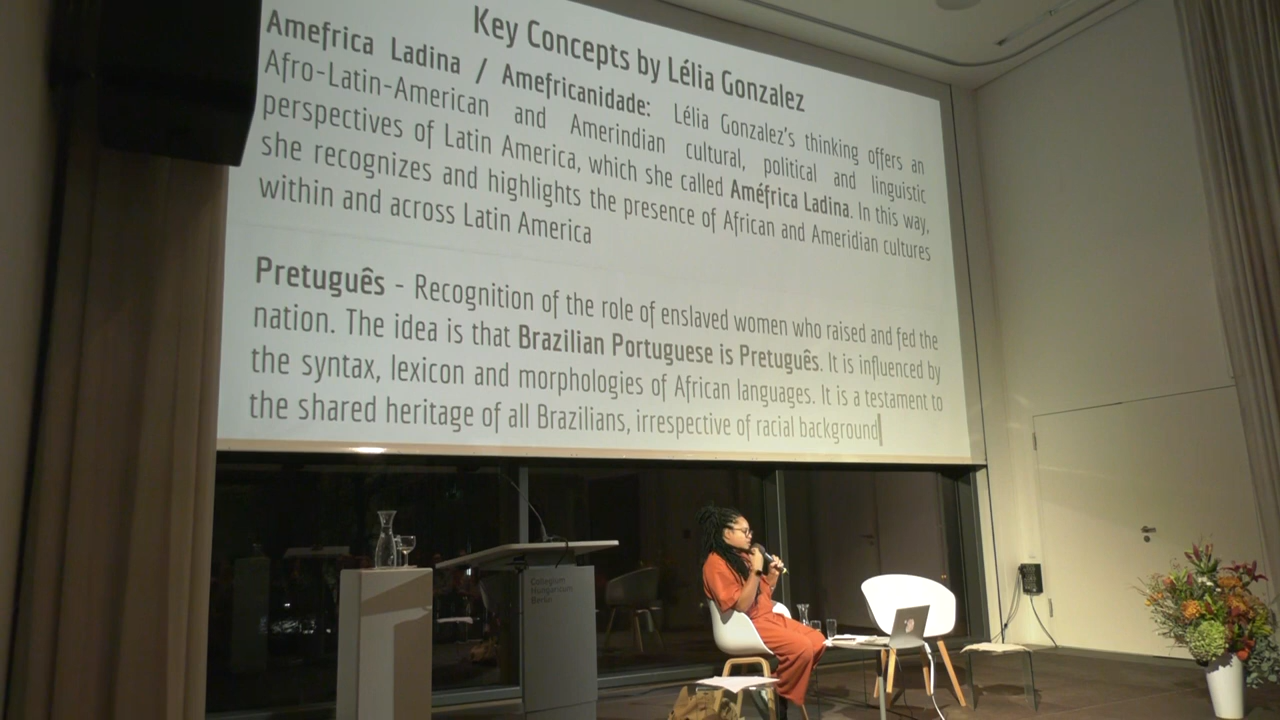 Key Concepts by Lélia Gonzalez
Amefrica Ladina / Amefricanidade: Lélia Gonzalez's thinking offers an
Afro-Latin-American and Amerindian cultural, political and linguistic
perspectives of Latin America, which she called Améfrica Ladina. In this way,
she recognizes and highlights the presence of African and Ameridian cultures
within and across Latin America
Pretuguês - Recognition of the role of enslaved women who raised and fed the
nation. The idea is that Brazilian Portuguese is Pretuguês. It is influenced by
the syntax, lexicon and morphologies of African languages. It is a testament to
the shared heritage of all Brazilians, irrespective of racial background
Collegium
Hungaricum
Berlin